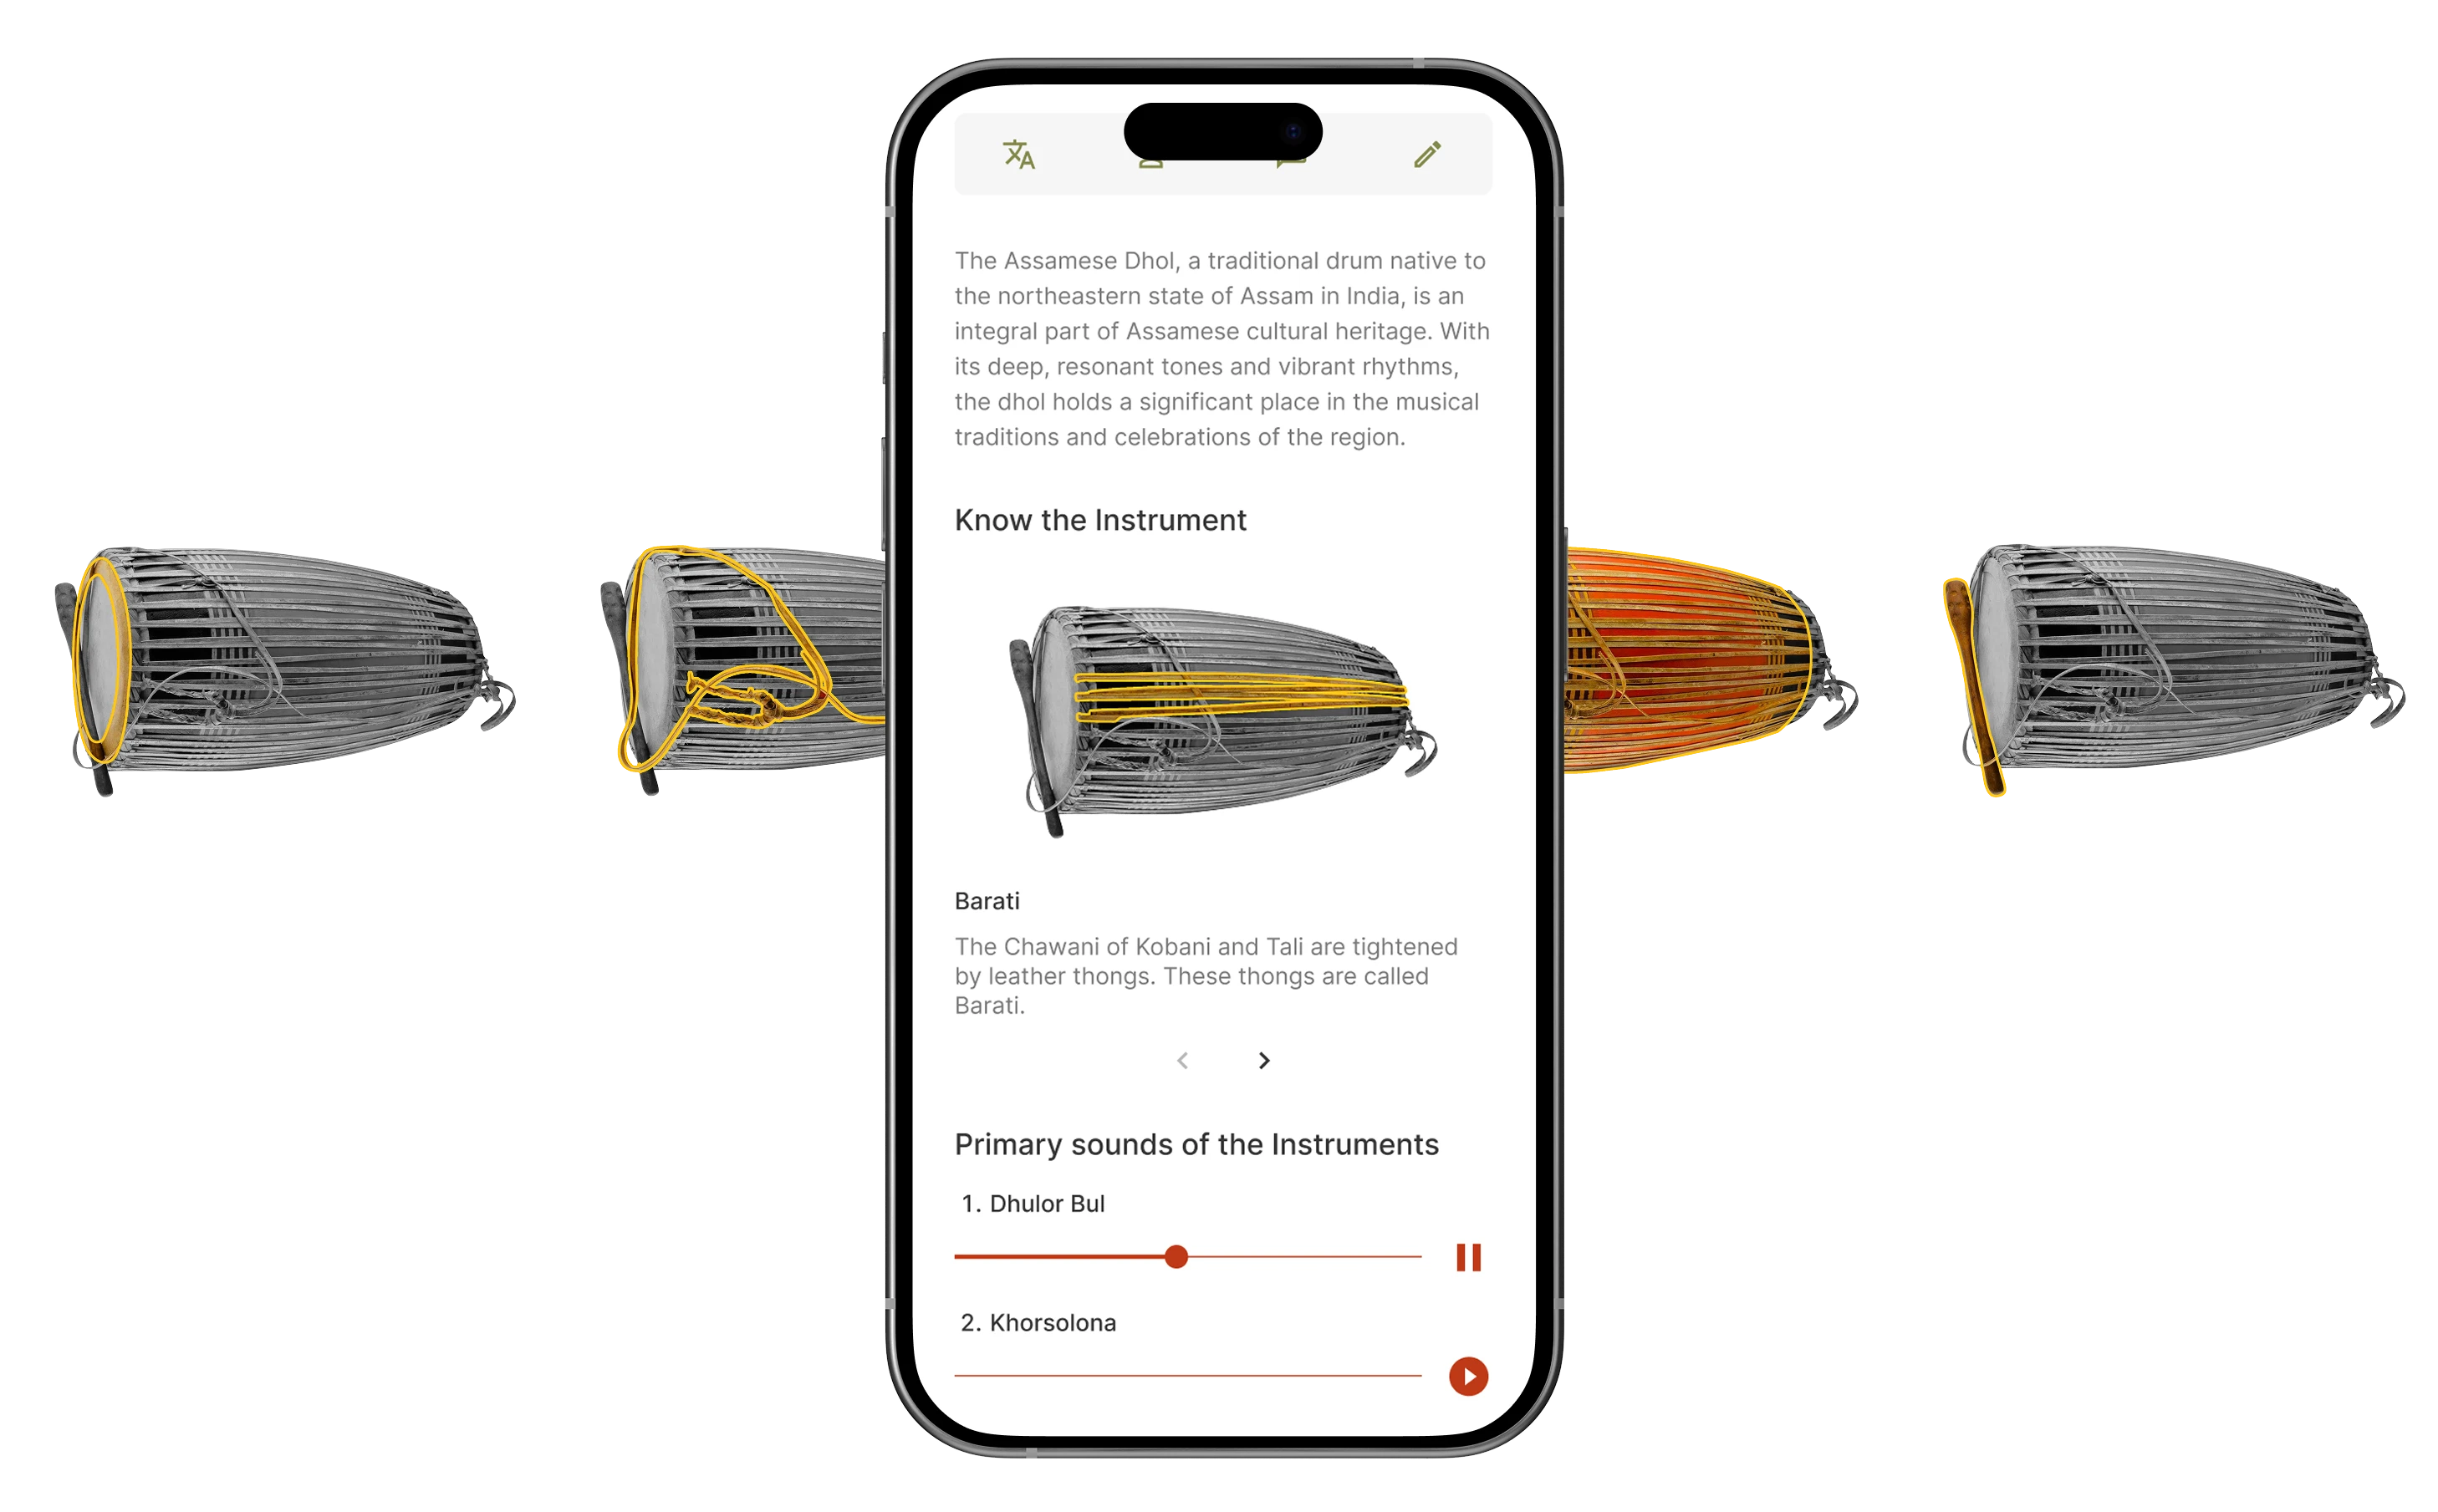 The Assamese Dhol, a traditional drum native to
the northeastern state of Assam in India, is an
integral part of Assamese cultural heritage. With
its deep, resonant tones and vibrant rhythms,
the dhol holds a significant place in the musical
traditions and celebrations of the region.
Know the Instrument
Barati
The Chawani of Kobani and Tali are tightened
by leather thongs. These thongs are called
Barati.
Primary sounds of the Instruments
1. Dhulor Bul
2. Khorsolona